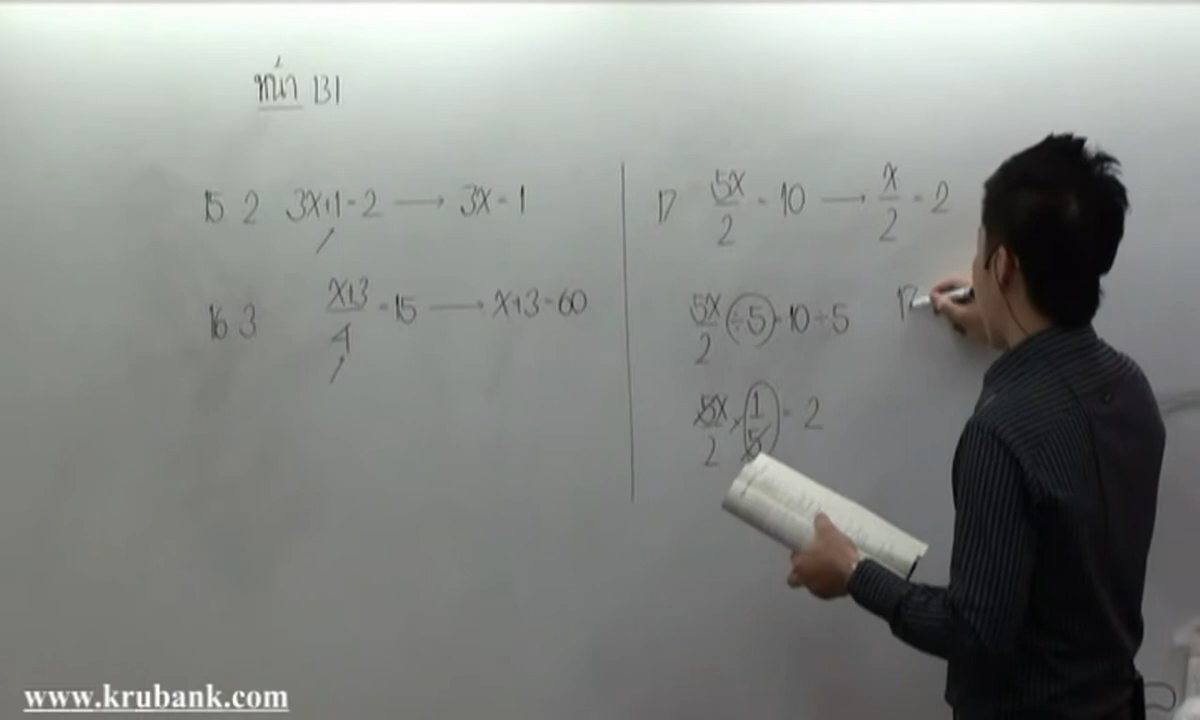 หน้า 131
15 2 3x+1=2 → 3x=1
16 3 x+3/4 =15 → x+3=60
17 5x/2 = 10 → x/2 = 2
5x/2 ÷5 = 10÷5
5x/2 × 1/5 = 2
17
www.krubank.com